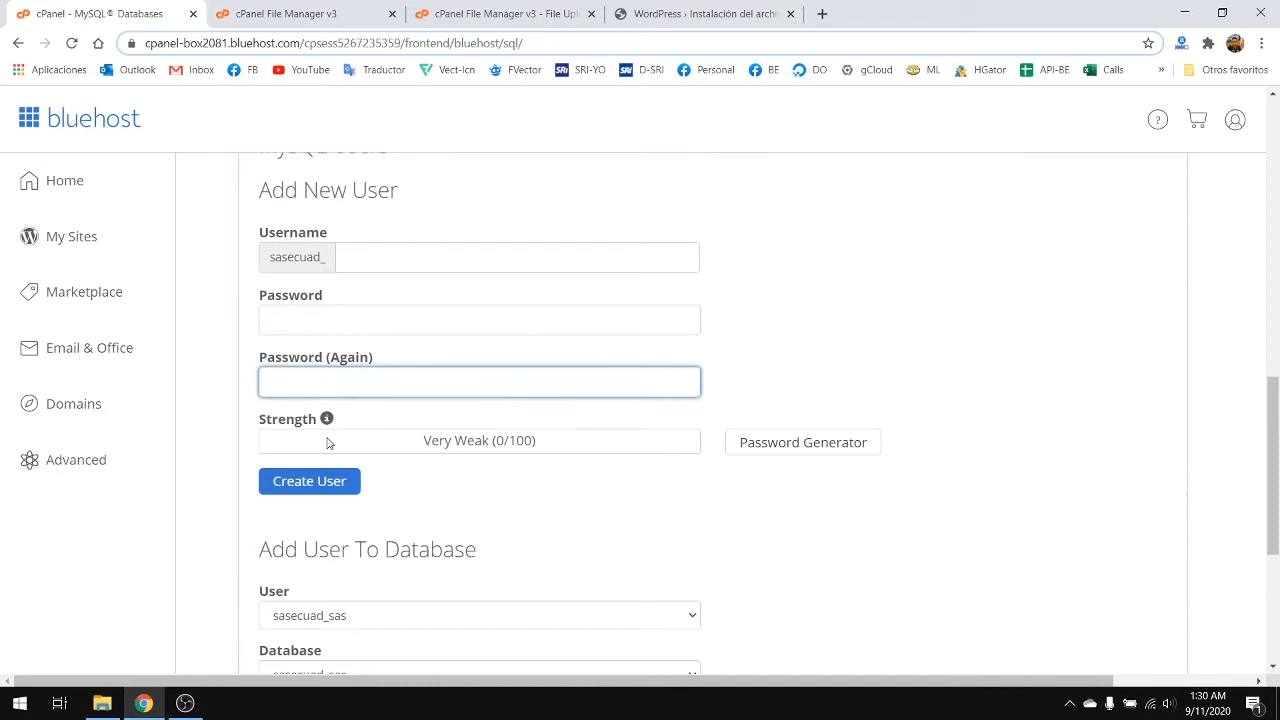 cPanel - MySQL® Databases
cPanel File Manager v3
cPanel File Manager v3 - File Upl
WordPress › Instalación del archi
cpanel-box2081.bluehost.com/cpsess5267235359/frontend/bluehost/sql/
Aplicaciones
Outlook
Inbox
FB
YouTube
Traductor
Vect-Icn
FVector
SRI-YO
D-SRI
Personal
BE
DO
gCloud
ML
HGator
API-BE
Calls
»
Otros favoritos
bluehost
Home
My Sites
Marketplace
Email & Office
Domains
Advanced
MySQL Users
Add New User
Username
sasecuad_
Password
Password (Again)
Strength
Very Weak (0/100)
Password Generator
Create User
Add User To Database
User
sasecuad_sas
Database
sasecuad_sas
1:30 AM
9/11/2020